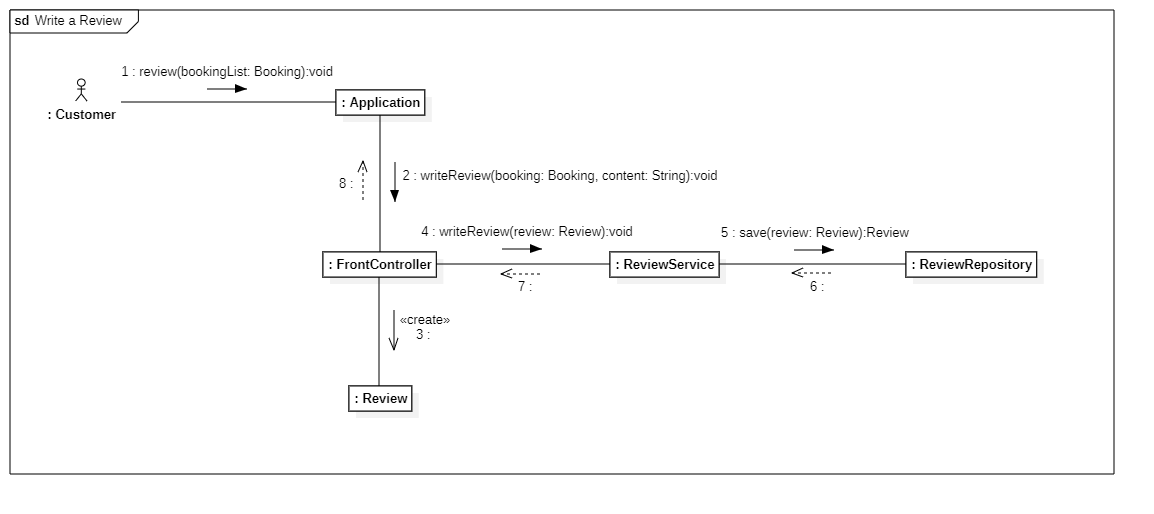 sd Write a Review
1 : review(bookingList: Booking):void
: Customer
: Application
8 :
2 : writeReview(booking: Booking, content: String):void
4 : writeReview(review: Review):void
5 : save(review: Review):Review
: FrontController
: ReviewService
: ReviewRepository
7 :
6 :
«create»
3 :
: Review